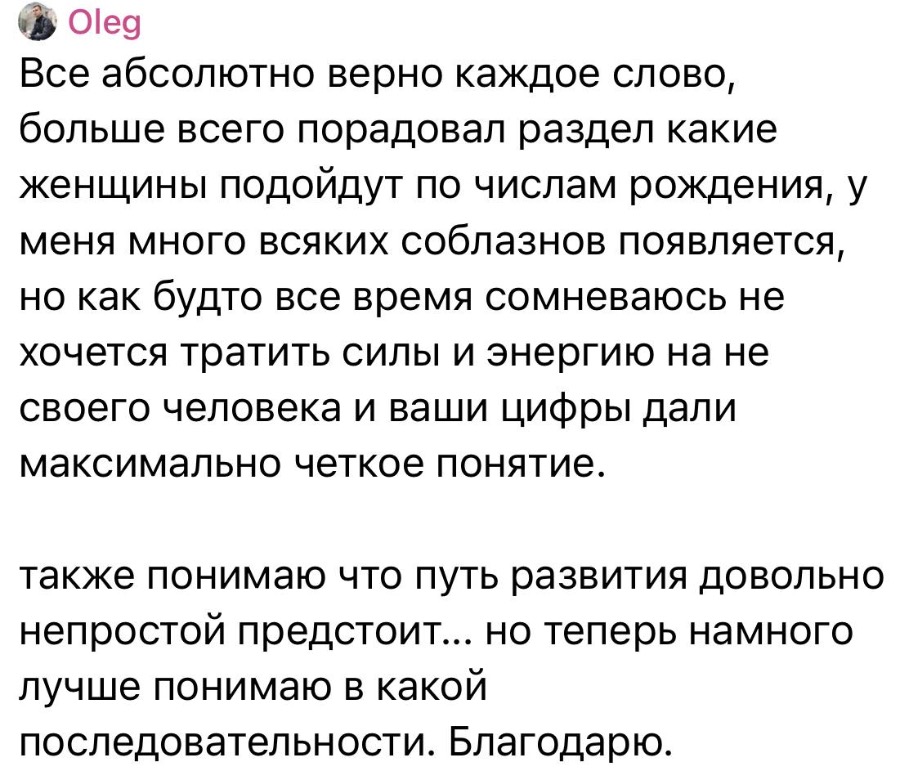 Oleg
Все абсолютно верно каждое слово,
больше всего порадовал раздел какие
женщины подойдут по числам рождения, у
меня много всяких соблазнов появляется,
но как будто все время сомневаюсь не
хочется тратить силы и энергию на не
своего человека и ваши цифры дали
максимально четкое понятие.
также понимаю что путь развития довольно
непростой предстоит... но теперь намного
лучше понимаю в какой
последовательности. Благодарю.